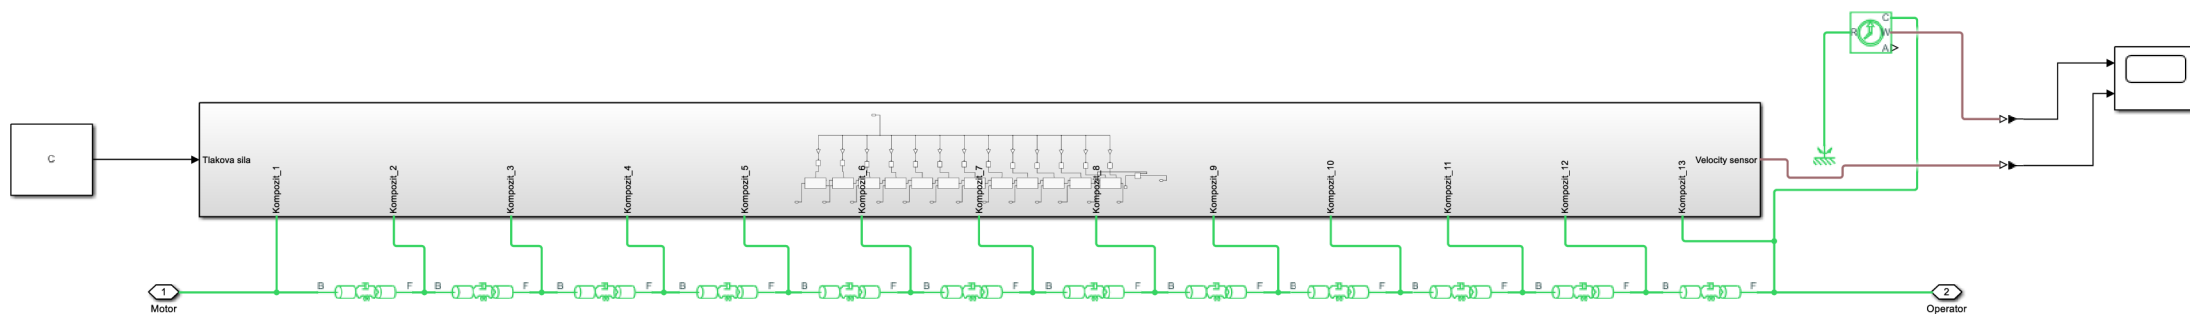 C
R
W
A
C
Tlakova sila
Velocity sensor
Kompozit_1
Kompozit_2
Kompozit_3
Kompozit_4
Kompozit_5
Kompozit_6
Kompozit_7
Kompozit_8
Kompozit_9
Kompozit_10
Kompozit_11
Kompozit_12
Kompozit_13
1
B F B F B F B F B F B F B F B F B F B F B F B F
2
Motor
Operator